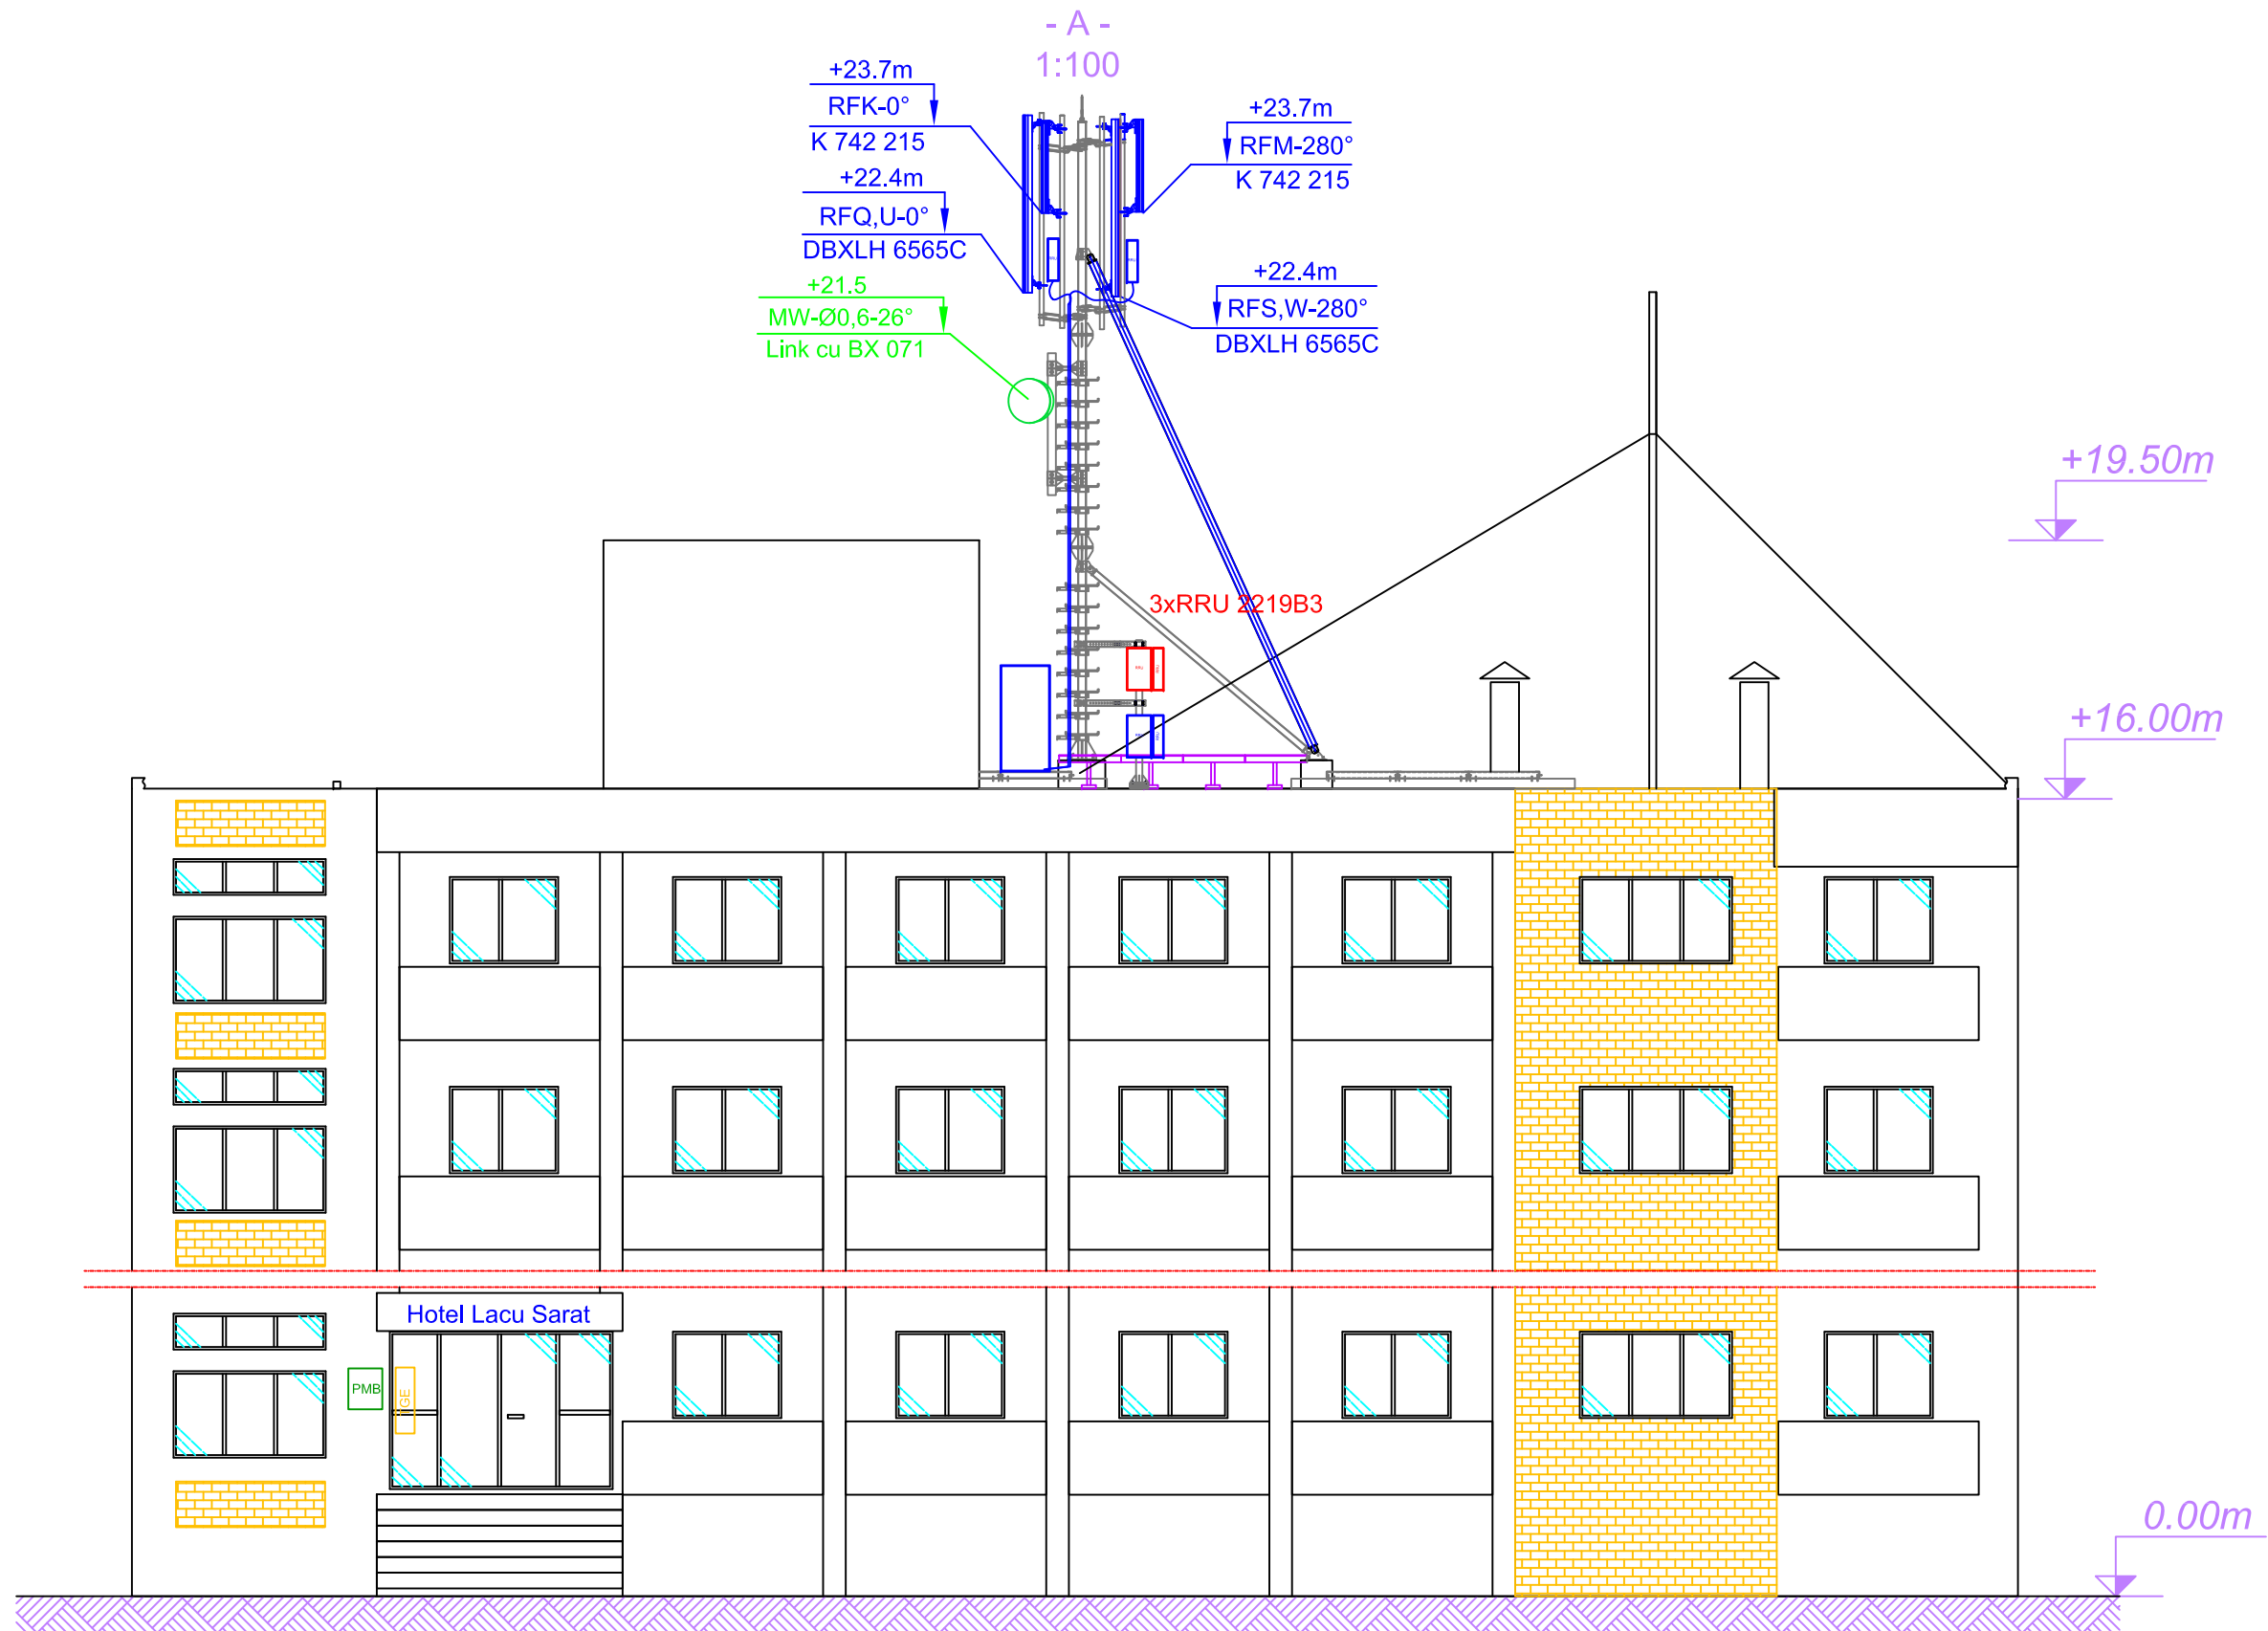 - A -
1:100
+23.7m
RFK-0°
K 742 215
+23.7m
RFM-280°
K 742 215
+22.4m
RFQ,U-0°
DBXLH 6565C
+22.4m
RFS,W-280°
DBXLH 6565C
+21.5
MW-Ø0,6-26°
Link cu BX 071
+19.50m
3xRRU 2219B3
+16.00m
Hotel Lacu Sarat
PMB
0.00m